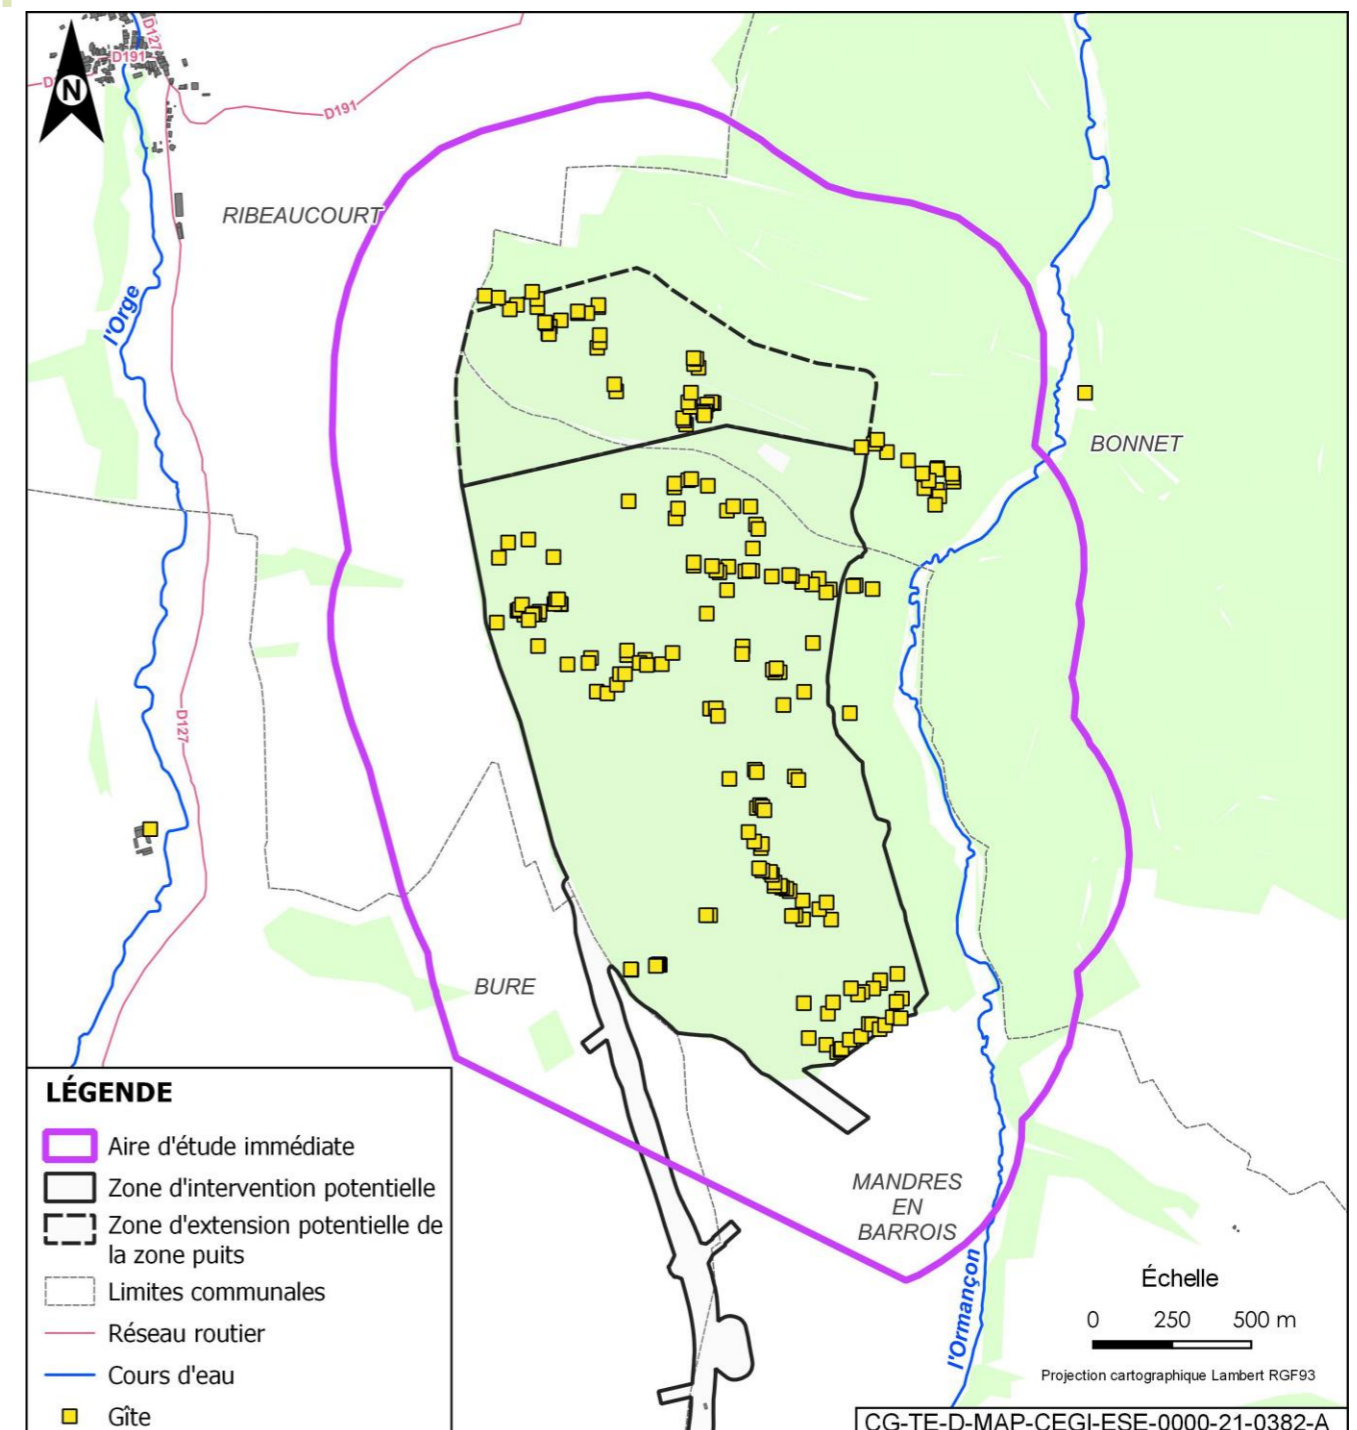 D127
D191
D191
N
RIBEAUCOURT
l'Orge
BONNET
D127
BURE
MANDRES
EN
BARROIS
l'Ormançon
LÉGENDE
Aire d'étude immédiate
Zone d'intervention potentielle
Zone d'extension potentielle de
la zone puits
Limites communales
Réseau routier
Cours d'eau
Gîte
Échelle
0 250 500 m
Projection cartographique Lambert RGF93
CG-TE-D-MAP-CEGI-ESE-0000-21-0382-A